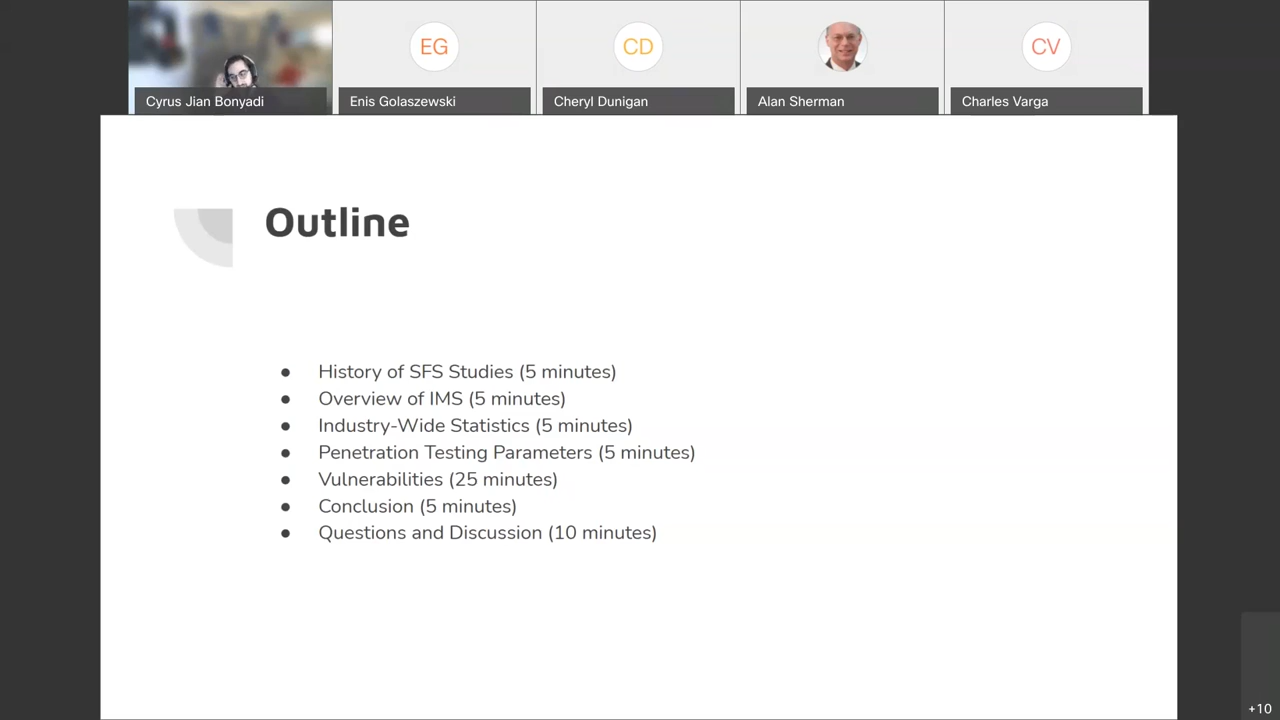 EG
CD
CV
Cyrus Jian Bonyadi
Enis Golaszewski
Cheryl Dunigan
Alan Sherman
Charles Varga
Outline
● History of SFS Studies (5 minutes)
● Overview of IMS (5 minutes)
● Industry-Wide Statistics (5 minutes)
● Penetration Testing Parameters (5 minutes)
● Vulnerabilities (25 minutes)
● Conclusion (5 minutes)
● Questions and Discussion (10 minutes)
+10